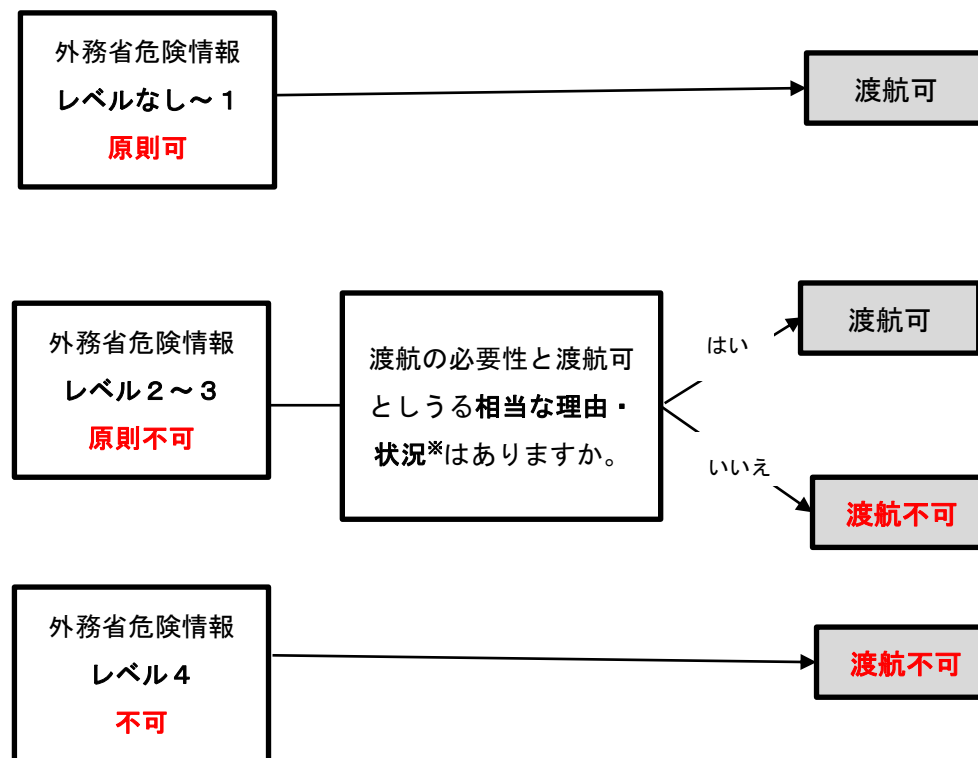 外務省危険情報
レベルなし～１
原則可
渡航可
外務省危険情報
レベル２～３
原則不可
渡航の必要性と渡航可
としうる相当な理由・
状況※はありますか。
はい
渡航可
いいえ
渡航不可
外務省危険情報
レベル４
不可
渡航不可